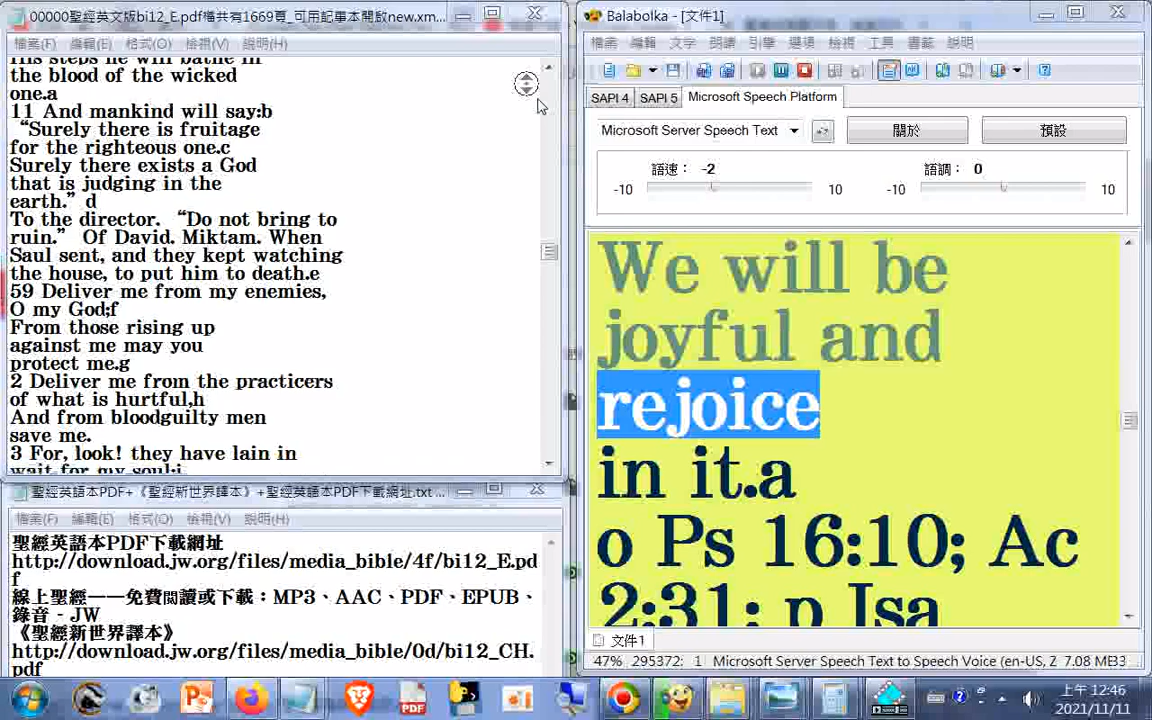 00000聖經英文版bi12_E.pdf檔共有1669頁_可用記事本開啟new.xm...
檔案(F) 編輯(E) 格式(O) 檢視(V) 說明(H)
His steps he will bathe in
the blood of the wicked
one.a
11 And mankind will say:b
“Surely there is fruitage
for the righteous one.c
Surely there exists a God
that is judging in the
earth.” d
To the director. “Do not bring to
ruin.” Of David. Miktam. When
Saul sent, and they kept watching
the house, to put him to death.e
59 Deliver me from my enemies,
O my God;f
From those rising up
against me may you
protect me.g
2 Deliver me from the practicers
of what is hurtful,h
And from bloodguilty men
save me.
3 For, look! they have lain in
wait for my soul;i
聖經英語本PDF+《聖經新世界譯本》+聖經英語本PDF下載網址.txt ...
檔案(F) 編輯(E) 格式(O) 檢視(V) 說明(H)
聖經英語本PDF下載網址
http://download.jw.org/files/media_bible/4f/bi12_E.pd
f
線上聖經——免費閱讀或下載：MP3、AAC、PDF、EPUB、
錄音 - JW
《聖經新世界譯本》
http://download.jw.org/files/media_bible/0d/bi12_CH.
pdf
Balabolka - [文件1]
檔案 編輯 文字 朗讀 引擎 選項 檢視 工具 書籤 說明
SAPI 4 SAPI 5 Microsoft Speech Platform
Microsoft Server Speech Text 關於 預設
語速： -2 語調： 0
-10 10 -10 10
We will be
joyful and
rejoice
in it.a
o Ps 16:10; Ac
2:31; p Isa
文件1
47% 295372: 1 Microsoft Server Speech Text to Speech Voice (en-US, Z 7.08 MB
上午 12:46
2021/11/11